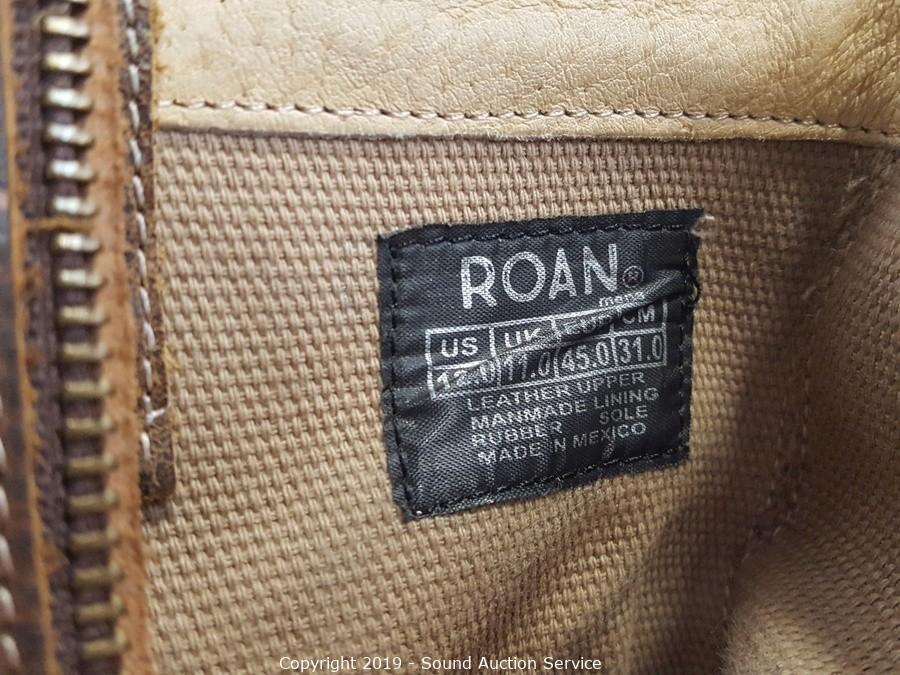 ROAN®
mens
US UK EUR CM
12.0 11.0 45.0 31.0
LEATHER UPPER
MANMADE LINING
RUBBER SOLE
MADE IN MEXICO
Copyright 2019 - Sound Auction Service